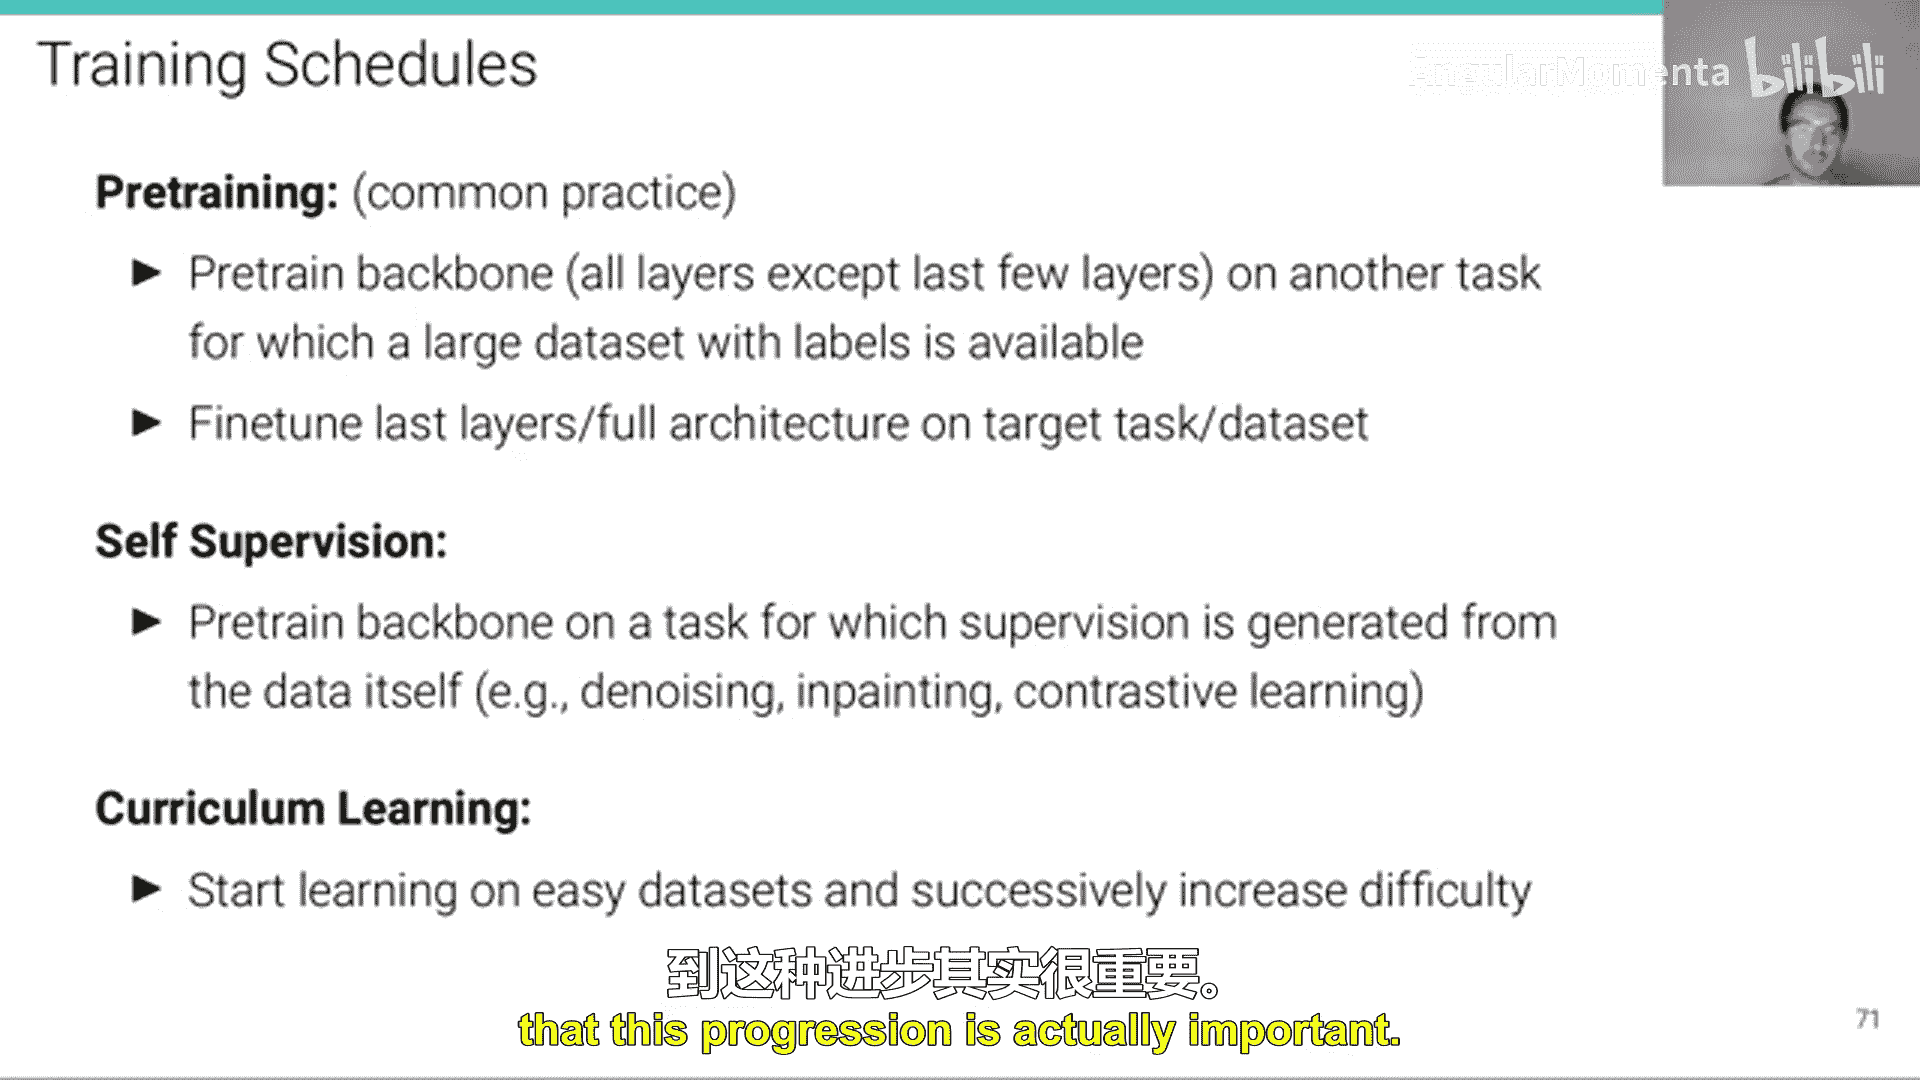 Training Schedules
AngularMomenta bilibili
Pretraining: (common practice)
► Pretrain backbone (all layers except last few layers) on another task
for which a large dataset with labels is available
► Finetune last layers/full architecture on target task/dataset
Self Supervision:
► Pretrain backbone on a task for which supervision is generated from
the data itself (e.g., denoising, inpainting, contrastive learning)
Curriculum Learning:
► Start learning on easy datasets and successively increase difficulty
到这种进步其实很重要。
that this progression is actually important.
71